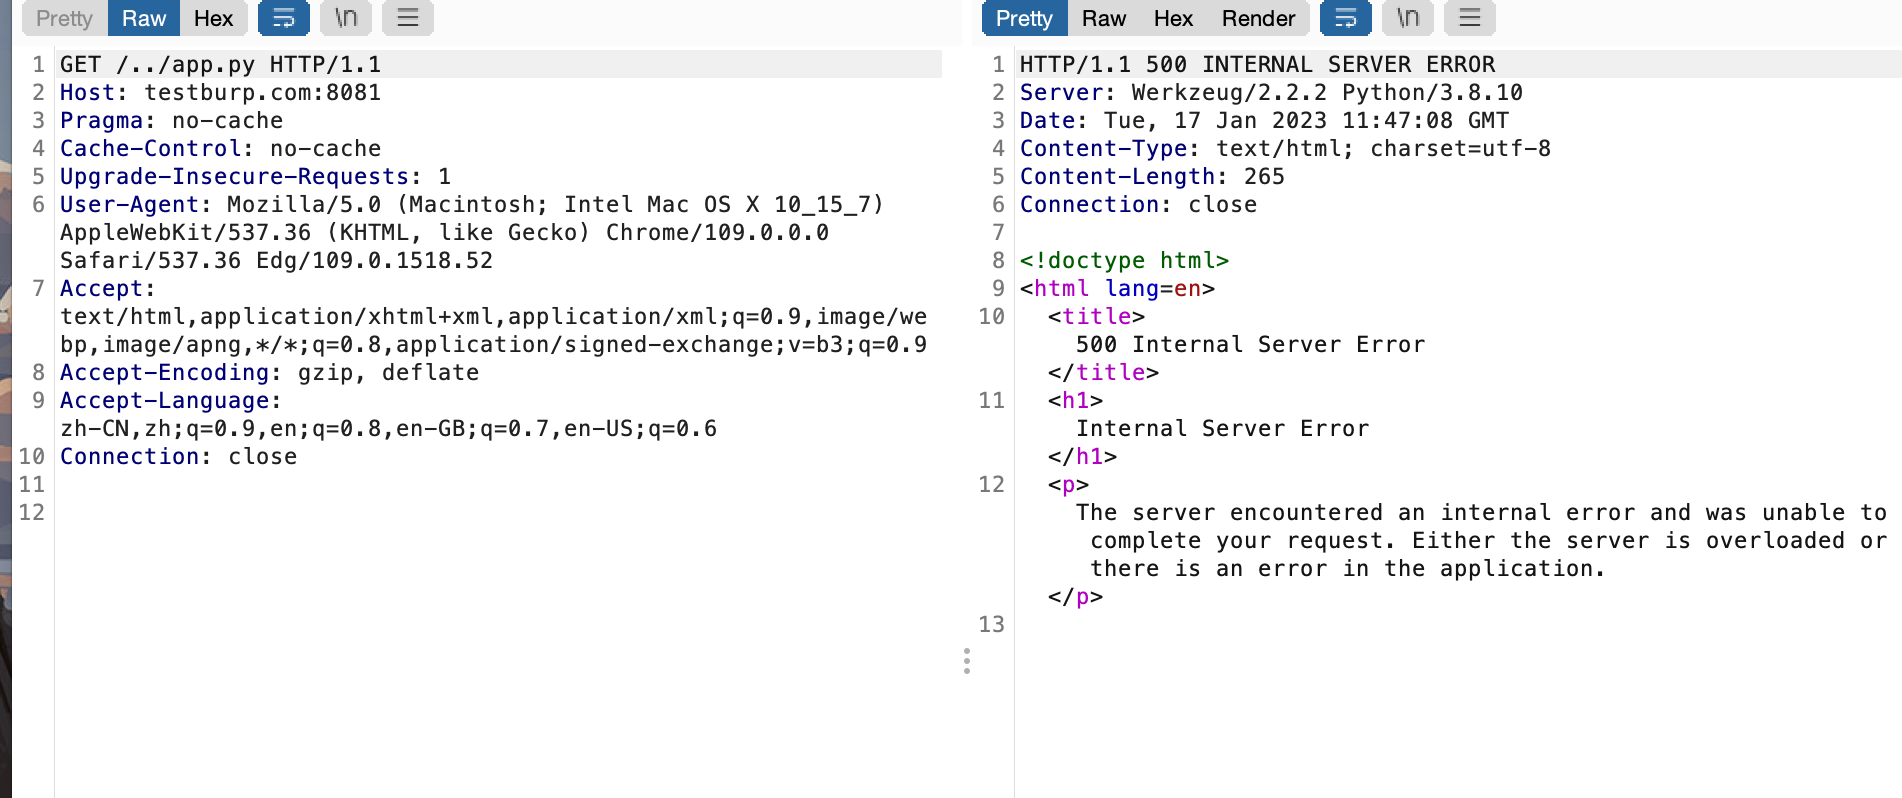 Pretty Raw Hex \n
1 GET /../app.py HTTP/1.1
2 Host: testburp.com:8081
3 Pragma: no-cache
4 Cache-Control: no-cache
5 Upgrade-Insecure-Requests: 1
6 User-Agent: Mozilla/5.0 (Macintosh; Intel Mac OS X 10_15_7)
AppleWebKit/537.36 (KHTML, like Gecko) Chrome/109.0.0.0
Safari/537.36 Edg/109.0.1518.52
7 Accept:
text/html,application/xhtml+xml,application/xml;q=0.9,image/we
bp,image/apng,*/*;q=0.8,application/signed-exchange;v=b3;q=0.9
8 Accept-Encoding: gzip, deflate
9 Accept-Language:
zh-CN,zh;q=0.9,en;q=0.8,en-GB;q=0.7,en-US;q=0.6
10 Connection: close
11
12
Pretty Raw Hex Render \n
1 HTTP/1.1 500 INTERNAL SERVER ERROR
2 Server: Werkzeug/2.2.2 Python/3.8.10
3 Date: Tue, 17 Jan 2023 11:47:08 GMT
4 Content-Type: text/html; charset=utf-8
5 Content-Length: 265
6 Connection: close
7
8 <!doctype html>
9 <html lang=en>
10 <title>
500 Internal Server Error
</title>
11 <h1>
Internal Server Error
</h1>
12 <p>
The server encountered an internal error and was unable to
complete your request. Either the server is overloaded or
there is an error in the application.
</p>
13